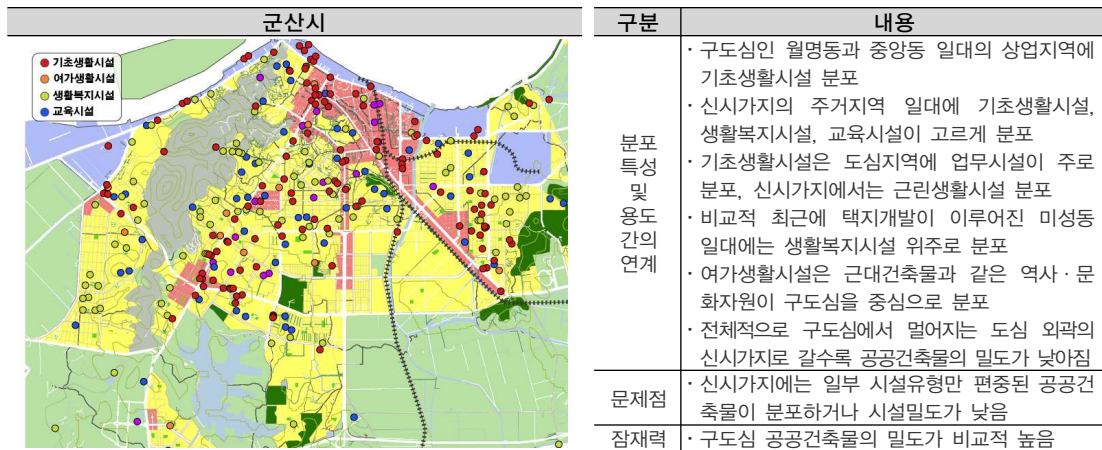 군산시
기초생활시설
여가생활시설
생활복지시설
교육시설
구분
내용
분포
특성
및
용도
간의
연계
· 구도심인 월명동과 중앙동 일대의 상업지역에
기초생활시설 분포
· 신시가지의 주거지역 일대에 기초생활시설,
생활복지시설, 교육시설이 고르게 분포
· 기초생활시설은 도심지역에 업무시설이 주로
분포, 신시가지에서는 근린생활시설 분포
· 비교적 최근에 택지개발이 이루어진 미성동
일대에는 생활복지시설 위주로 분포
· 여가생활시설은 근대건축물과 같은 역사 · 문
화자원이 구도심을 중심으로 분포
· 전체적으로 구도심에서 멀어지는 도심 외곽의
신시가지로 갈수록 공공건축물의 밀도가 낮아짐
문제점
· 신시가지에는 일부 시설유형만 편중된 공공건
축물이 분포하거나 시설밀도가 낮음
잠재력
· 구도심 공공건축물의 밀도가 비교적 높음